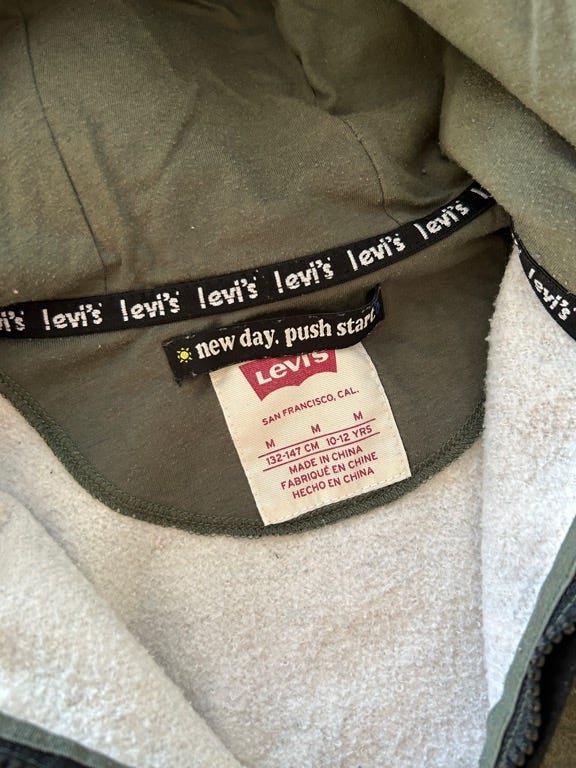 levi's levi's levi's levi's levi's levi's
levi's
new day. push start.
Levi's
SAN FRANCISCO, CAL.
M M M
132-147 CM 10-12 YRS
MADE IN CHINA
FABRIQUÉ EN CHINE
HECHO EN CHINA